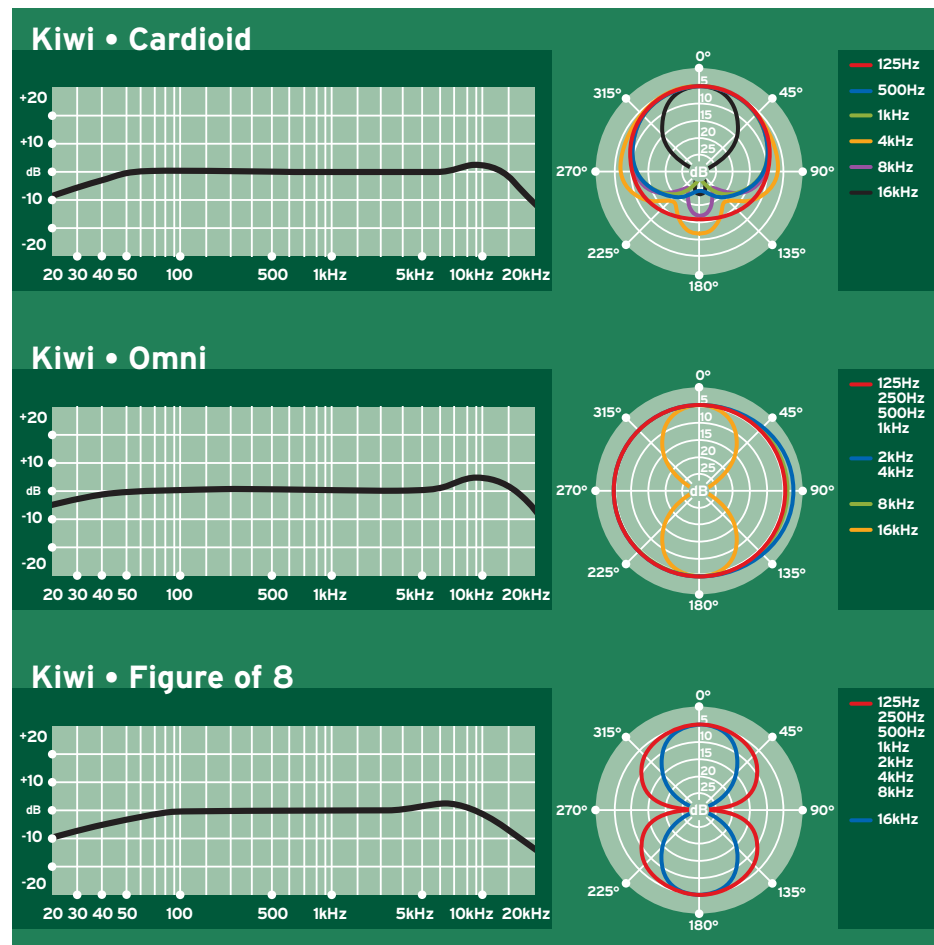 Kiwi • Cardioid
+20
+10
dB
-10
-20
20 30 40 50 100 500 1kHz 5kHz 10kHz 20kHz
0°
45°
90°
135°
180°
225°
270°
315°
5
10
15
20
25
dB
125Hz
500Hz
1kHz
4kHz
8kHz
16kHz
Kiwi • Omni
+20
+10
dB
-10
-20
20 30 40 50 100 500 1kHz 5kHz 10kHz 20kHz
0°
45°
90°
135°
180°
225°
270°
315°
5
10
15
20
25
dB
125Hz
250Hz
500Hz
1kHz
2kHz
4kHz
8kHz
16kHz
Kiwi • Figure of 8
+20
+10
dB
-10
-20
20 30 40 50 100 500 1kHz 5kHz 10kHz 20kHz
0°
45°
90°
135°
180°
225°
270°
315°
5
10
15
20
25
dB
125Hz
250Hz
500Hz
1kHz
2kHz
4kHz
8kHz
16kHz